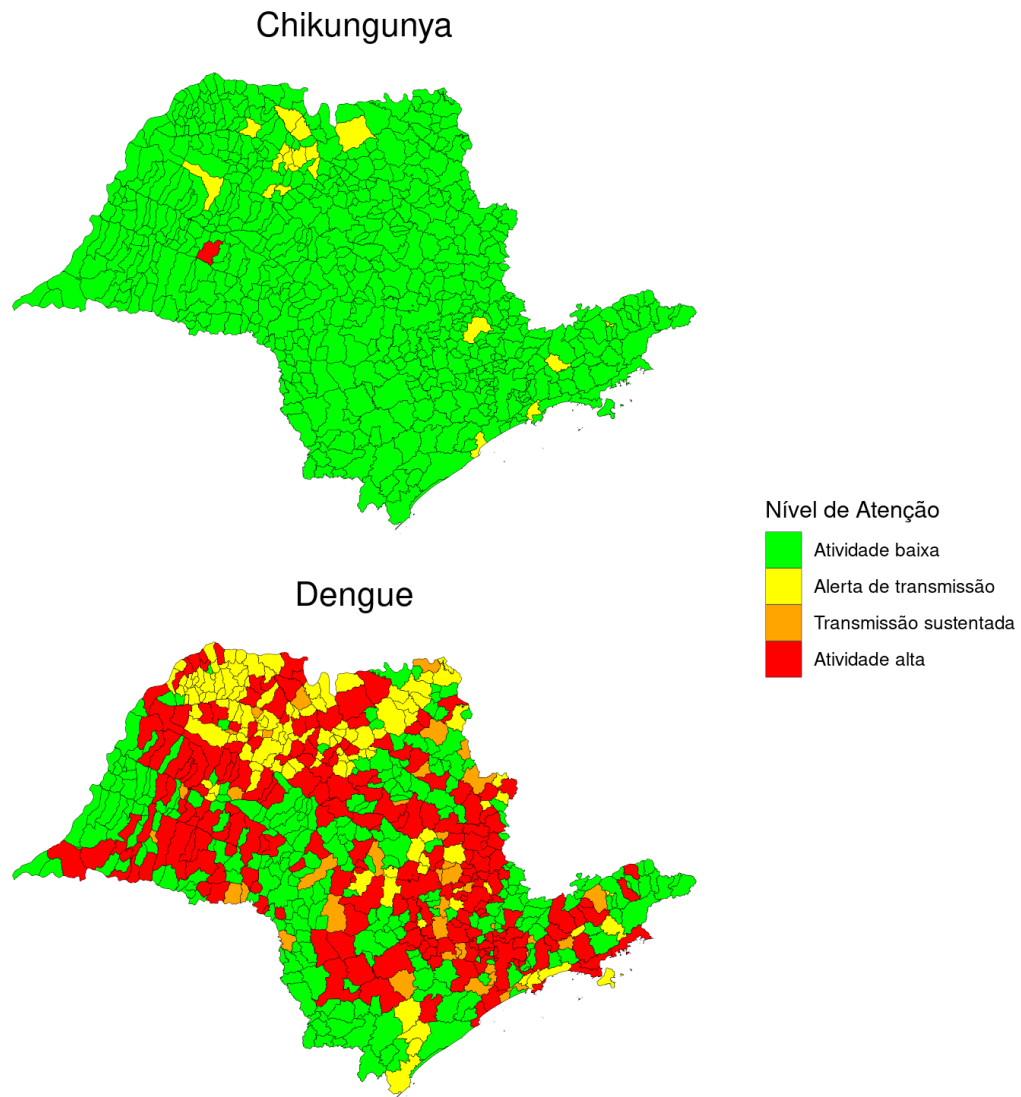 Chikungunya
Nível de Atenção
Atividade baixa
Alerta de transmissão
Transmissão sustentada
Atividade alta
Dengue